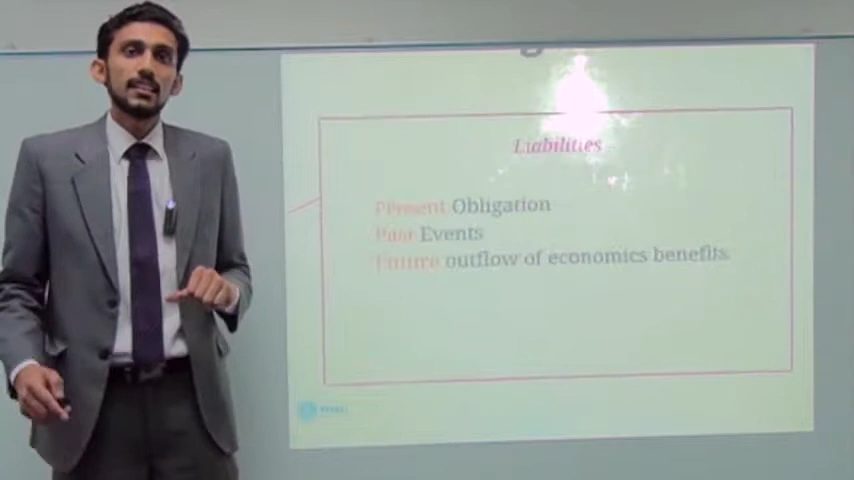 Liabilities
Present Obligation
Past Events
Future outflow of economics benefits